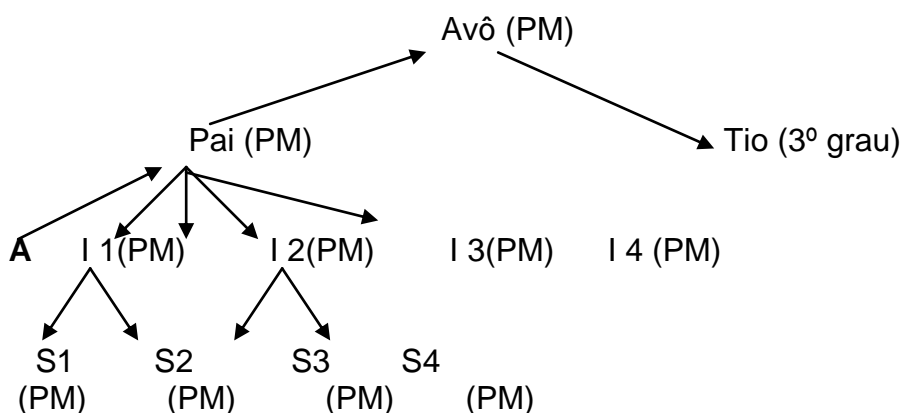 Avô (PM)
Pai (PM) Tio (3º grau)
A I 1(PM) I 2(PM) I 3(PM) I 4 (PM)
S1 S2 S3 S4
(PM) (PM) (PM) (PM)